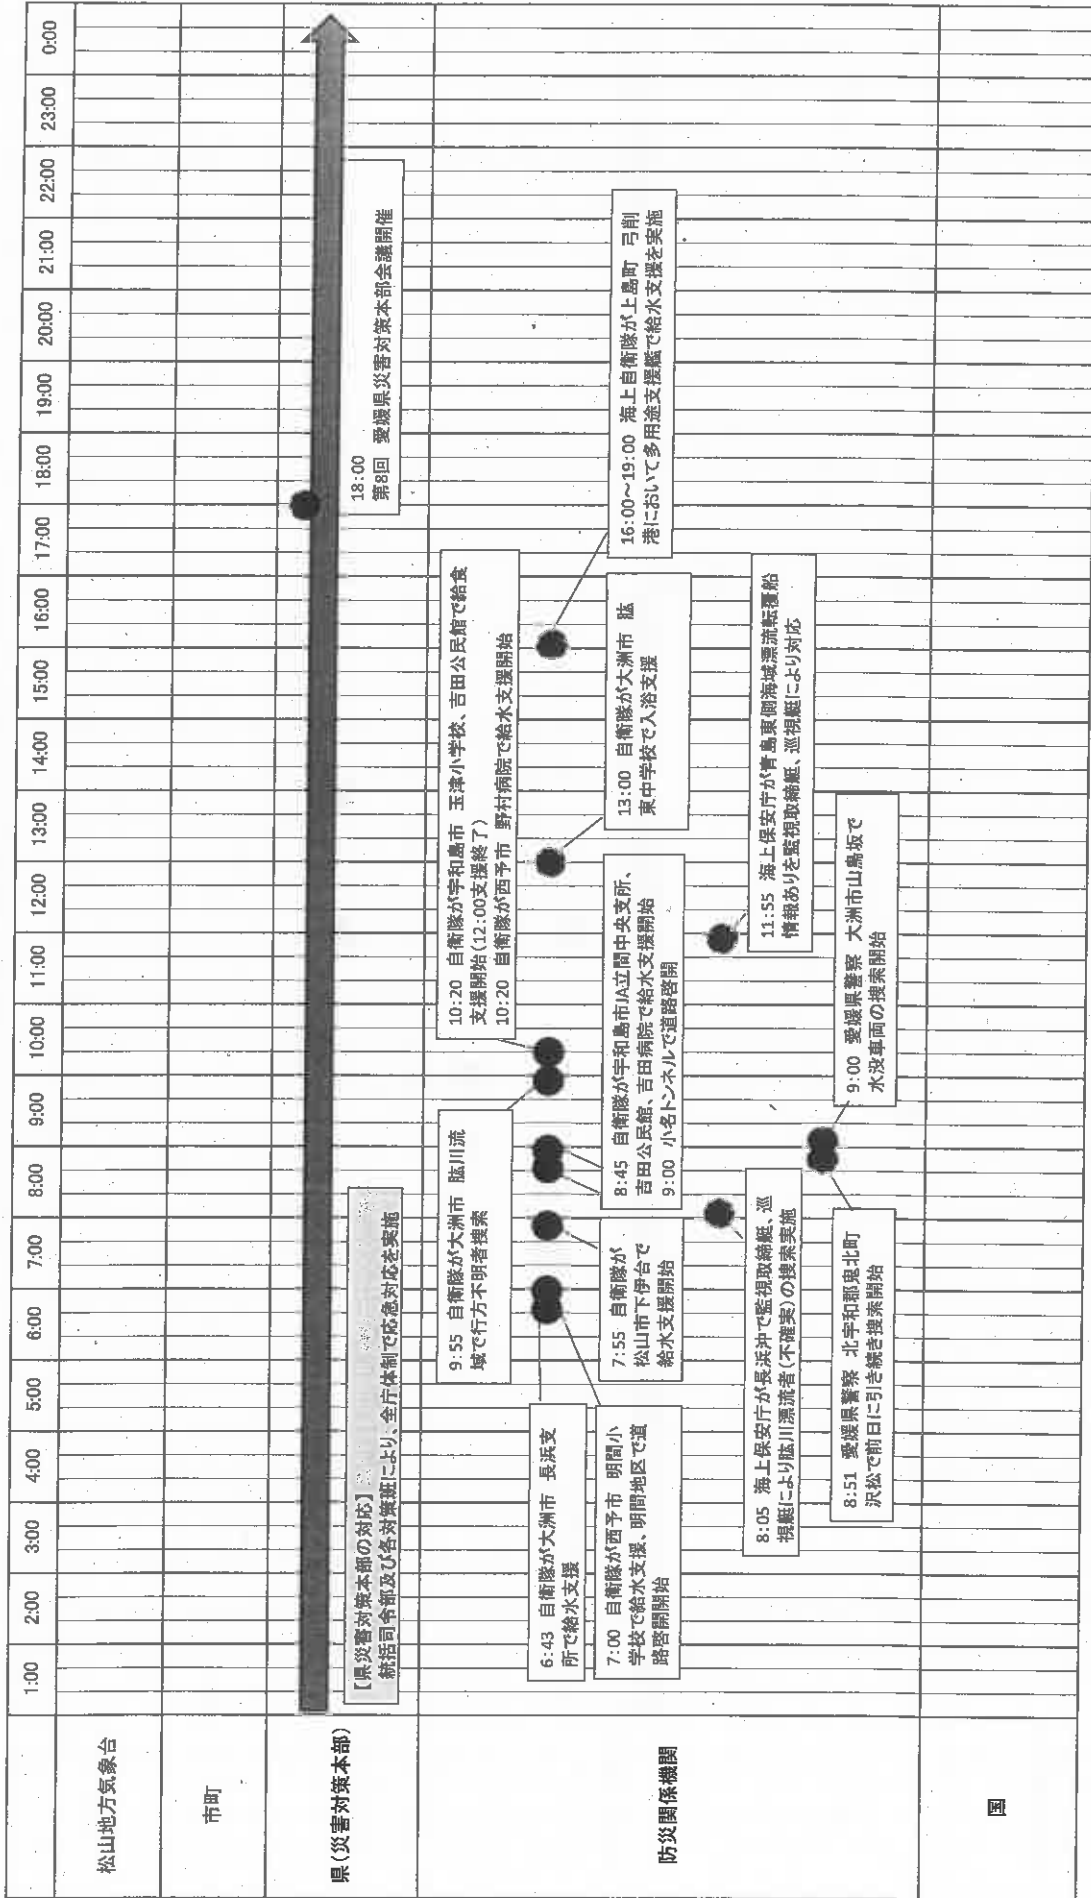 1:00 2:00 3:00 4:00 5:00 6:00 7:00 8:00 9:00 10:00 11:00 12:00 13:00 14:00 15:00 16:00 17:00 18:00 19:00 20:00 21:00 22:00 23:00 0:00
松山地方気象台
市町
県(災害対策本部)
【県災害対策本部の対応】
統括司令部及び各対策班により、全庁体制で応急対応を実施
18:00
第8回 愛媛県災害対策本部会議開催
防災関係機関
9:55 自衛隊が大洲市 肱川流
域で行方不明者捜索
10:20 自衛隊が宇和島市 玉津小学校、吉田公民館で給食
支援開始(12:00支援終了)
10:20 自衛隊が西予市 野村病院で給水支援開始
6:43 自衛隊が大洲市 長浜支
所で給水支援
7:00 自衛隊が西予市 明間小
学校で給水支援、明間地区で道
路啓開開始
7:55 自衛隊が
松山市下伊台で
給水支援開始
8:45 自衛隊が宇和島市JA立間中央支所、
吉田公民館、吉田病院で給水支援開始
9:00 小名トンネルで道路啓開
13:00 自衛隊が大洲市 肱
東中学校で入浴支援
16:00~19:00 海上自衛隊が上島町 弓削
港において多用途支援艦で給水支援を実施
8:05 海上保安庁が長浜沖で監視取締艇、巡
視艇により肱川漂流者(不確実)の捜索実施
11:55 海上保安庁が青島東側海域漂流転覆船
情報ありを監視取締艇、巡視艇により対応
8:51 愛媛県警察 北宇和郡鬼北町
沢松で前日に引き続き捜索開始
9:00 愛媛県警察 大洲市山鳥坂で
水没車両の捜索開始
国